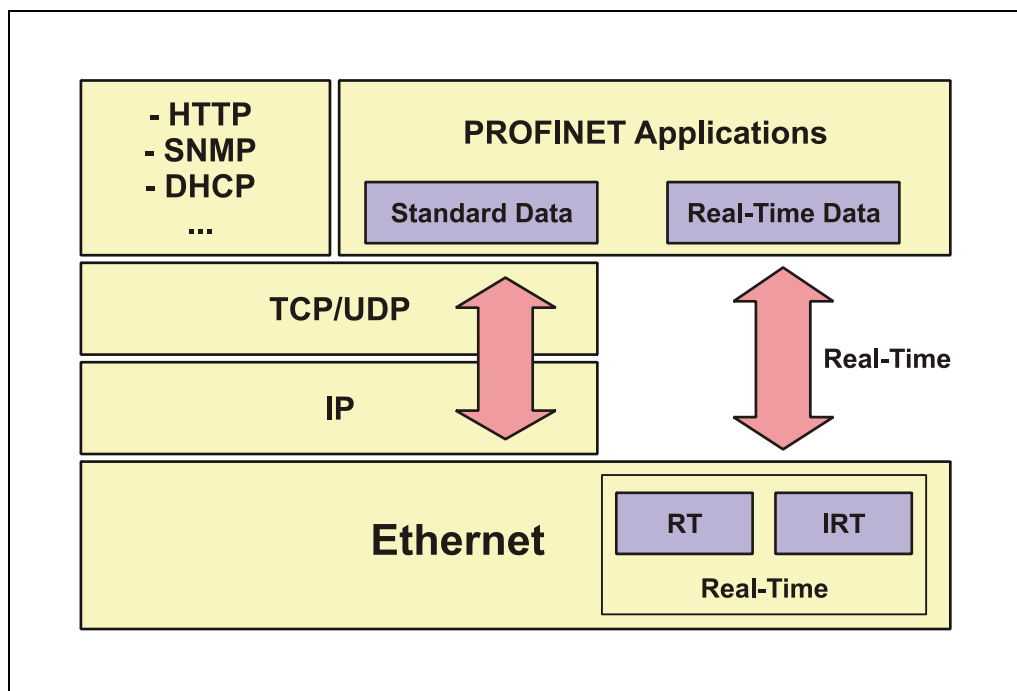 - HTTP
- SNMP
- DHCP
...
PROFINET Applications
Standard Data
Real-Time Data
TCP/UDP
Real-Time
IP
Ethernet
RT
IRT
Real-Time